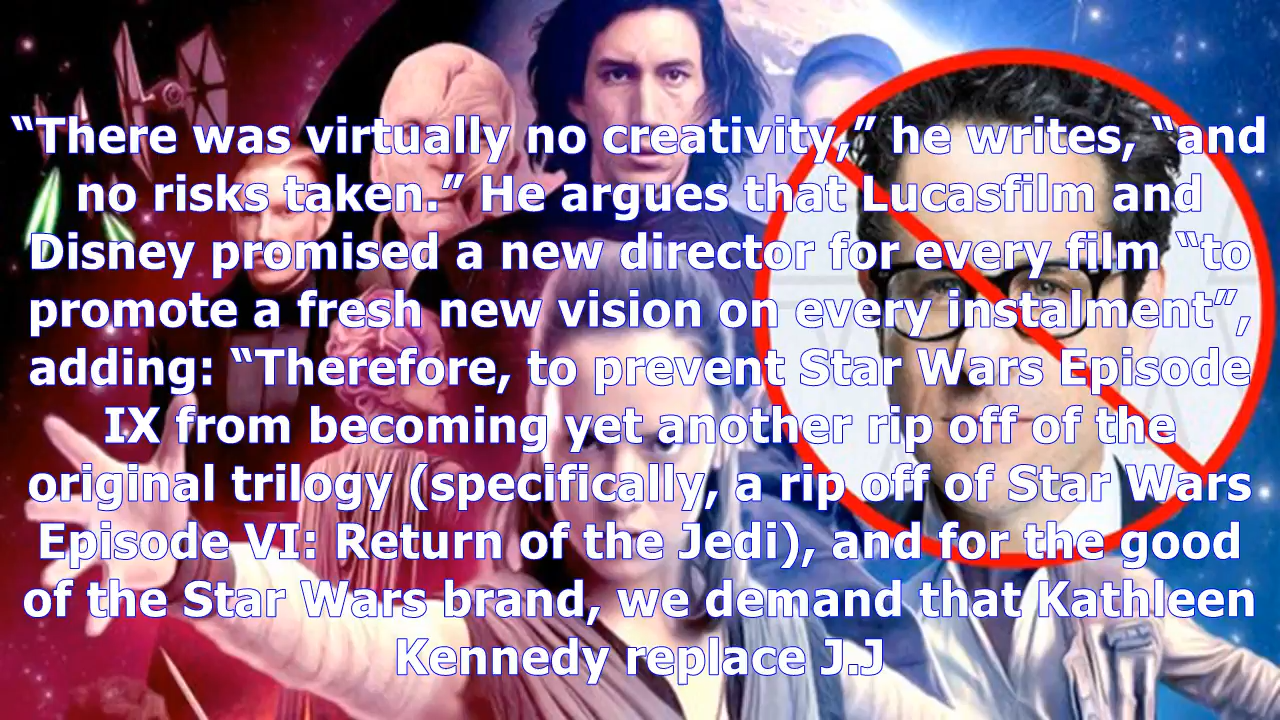 “There was virtually no creativity,” he writes, “and
no risks taken.” He argues that Lucasfilm and
Disney promised a new director for every film “to
promote a fresh new vision on every instalment”,
adding: “Therefore, to prevent Star Wars Episode
IX from becoming yet another rip off of the
original trilogy (specifically, a rip off of Star Wars
Episode VI: Return of the Jedi), and for the good
of the Star Wars brand, we demand that Kathleen
Kennedy replace J.J